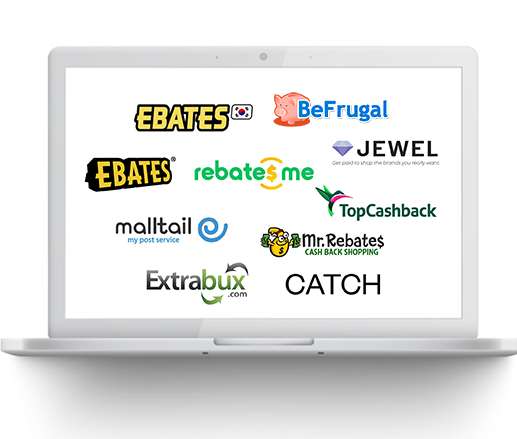 EBATES
BeFrugal
JEWEL
Get paid to shop the brands you really want.
EBATES®
rebate$me
TopCashback
malltail
my post service
Mr.Rebate$
CASH BACK SHOPPING
Extrabux
.com
CATCH